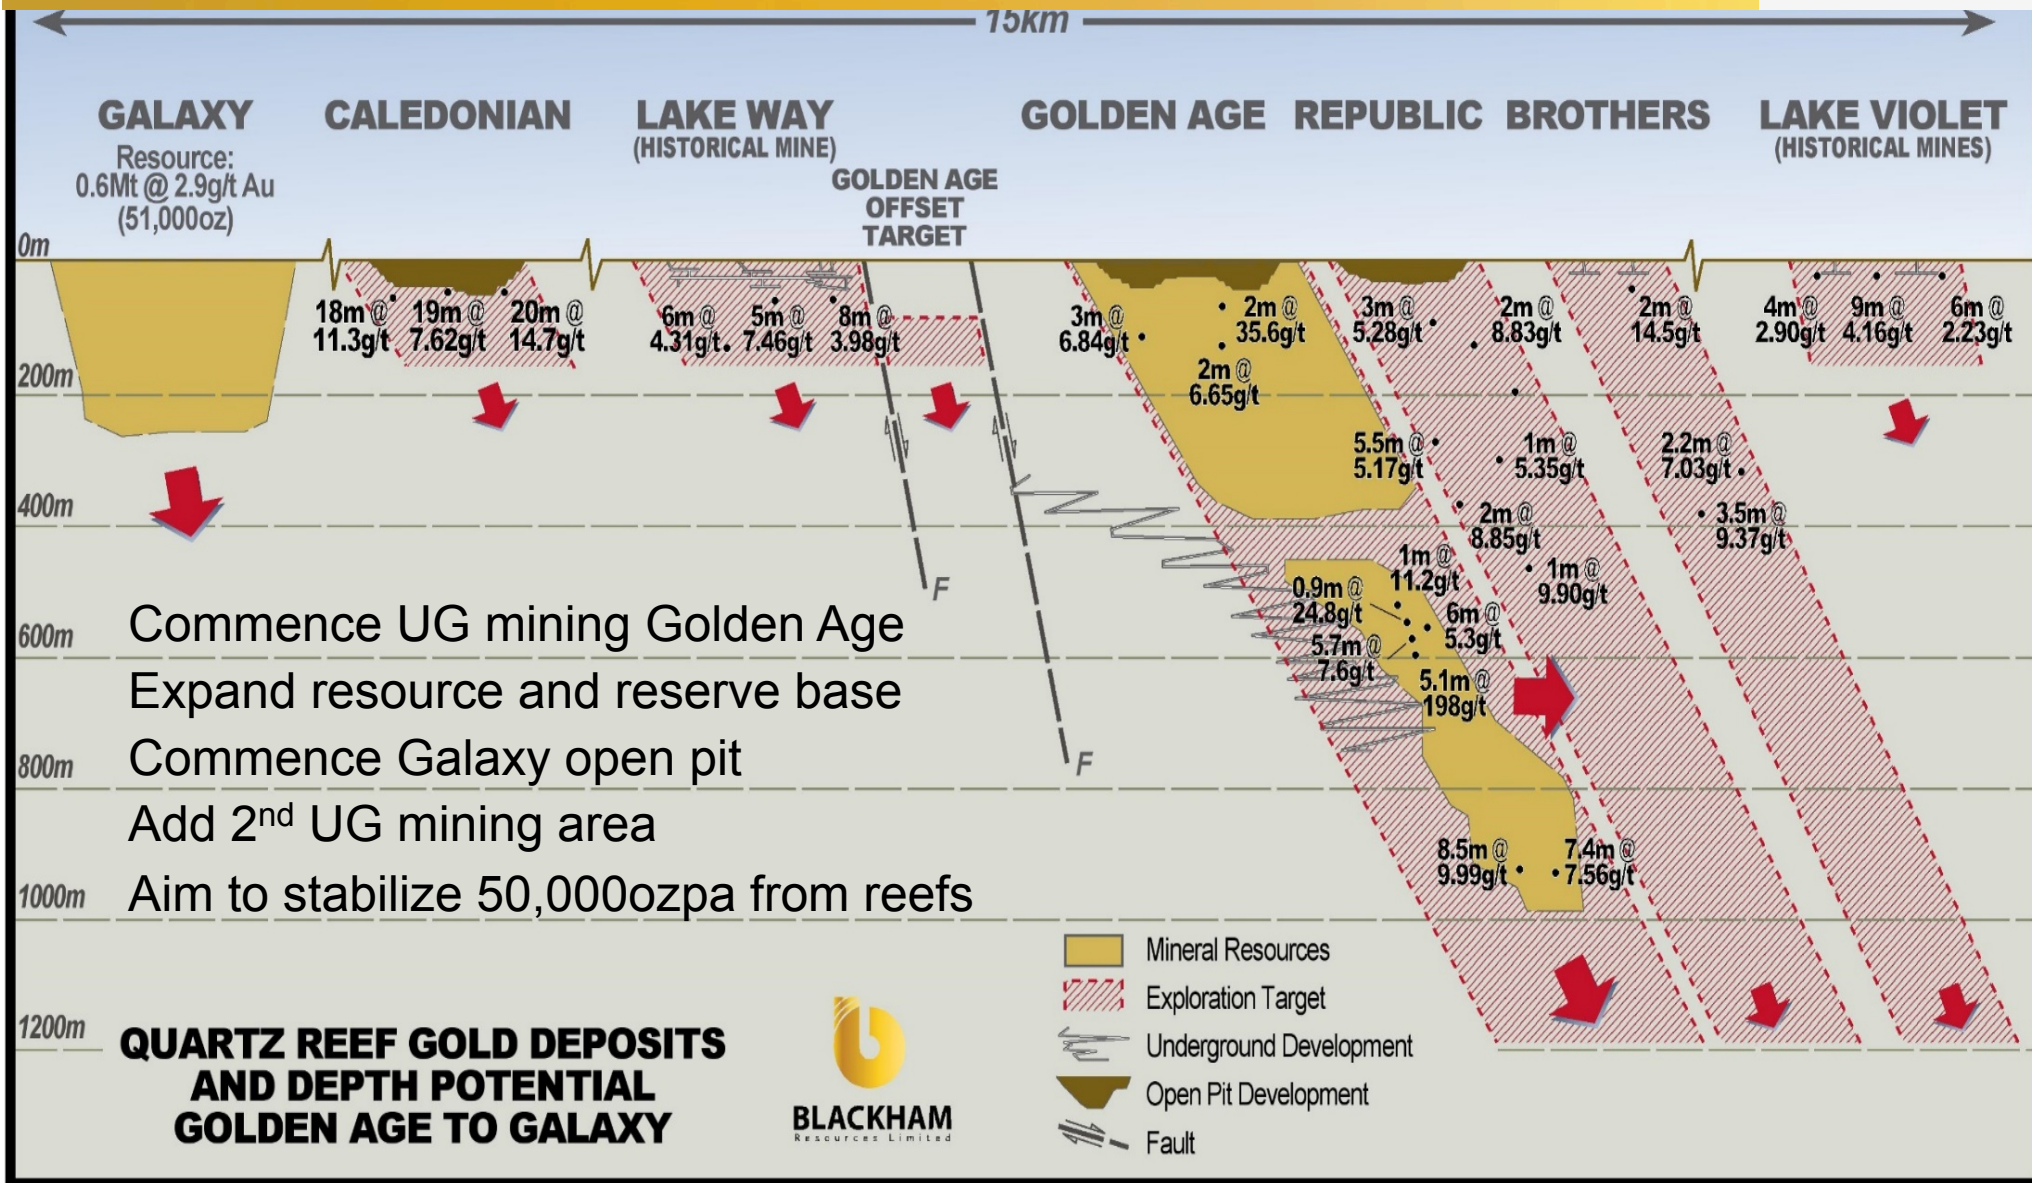 15km
GALAXY
Resource:
0.6Mt @ 2.9g/t Au
(51,000oz)
CALEDONIAN
LAKE WAY
(HISTORICAL MINE)
GOLDEN AGE
OFFSET
TARGET
GOLDEN AGE
REPUBLIC
BROTHERS
LAKE VIOLET
(HISTORICAL MINES)
0m
18m @
11.3g/t
19m @
7.62g/t
20m @
14.7g/t
6m @
4.31g/t
5m @
7.46g/t
8m @
3.98g/t
3m @
6.84g/t
2m @
35.6g/t
2m @
6.65g/t
3m @
5.28g/t
2m @
8.83g/t
2m @
14.5g/t
4m @
2.90g/t
9m @
4.16g/t
6m @
2.23g/t
200m
5.5m @
5.17g/t
1m @
5.35g/t
2.2m @
7.03g/t
400m
2m @
8.85g/t
3.5m @
9.37g/t
1m @
11.2g/t
1m @
9.90g/t
0.9m @
24.8g/t
6m @
5.3g/t
F
600m
5.7m @
7.6g/t
5.1m @
198g/t
F
800m
8.5m @
9.99g/t
7.4m @
7.56g/t
1000m
1200m
Commence UG mining Golden Age
Expand resource and reserve base
Commence Galaxy open pit
Add 2nd UG mining area
Aim to stabilize 50,000ozpa from reefs
QUARTZ REEF GOLD DEPOSITS
AND DEPTH POTENTIAL
GOLDEN AGE TO GALAXY
BLACKHAM
Resources Limited
Mineral Resources
Exploration Target
Underground Development
Open Pit Development
Fault